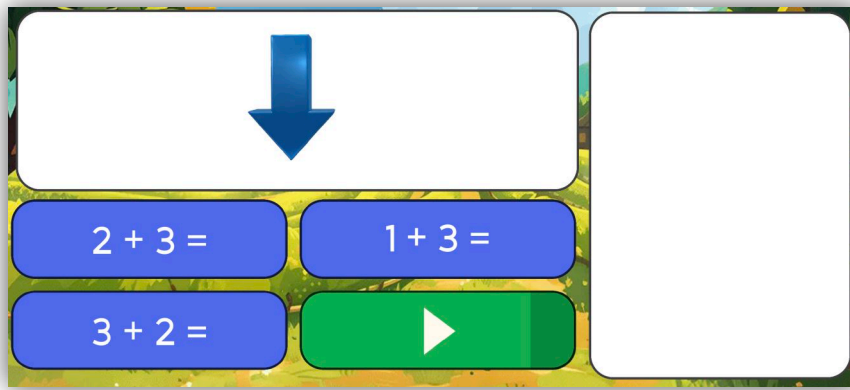 2 + 3 =
1 + 3 =
3 + 2 =